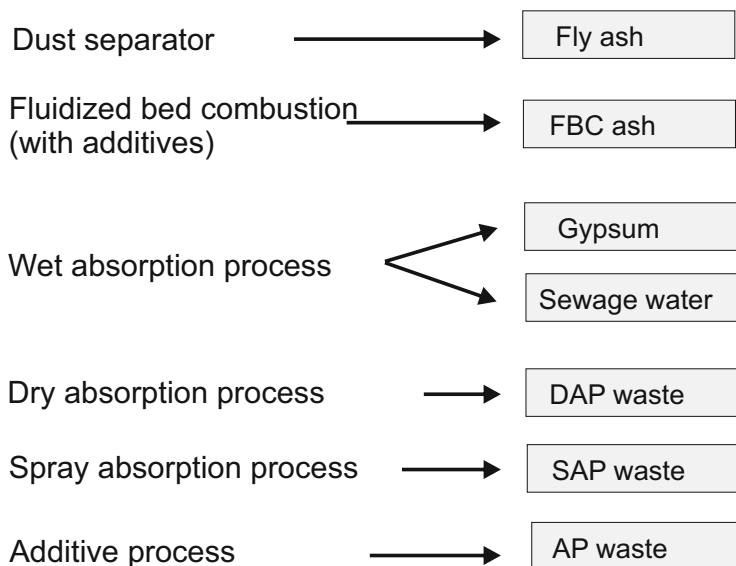 Dust separator
Fly ash
Fluidized bed combustion
(with additives)
FBC ash
Wet absorption process
Gypsum
Sewage water
Dry absorption process
DAP waste
Spray absorption process
SAP waste
Additive process
AP waste